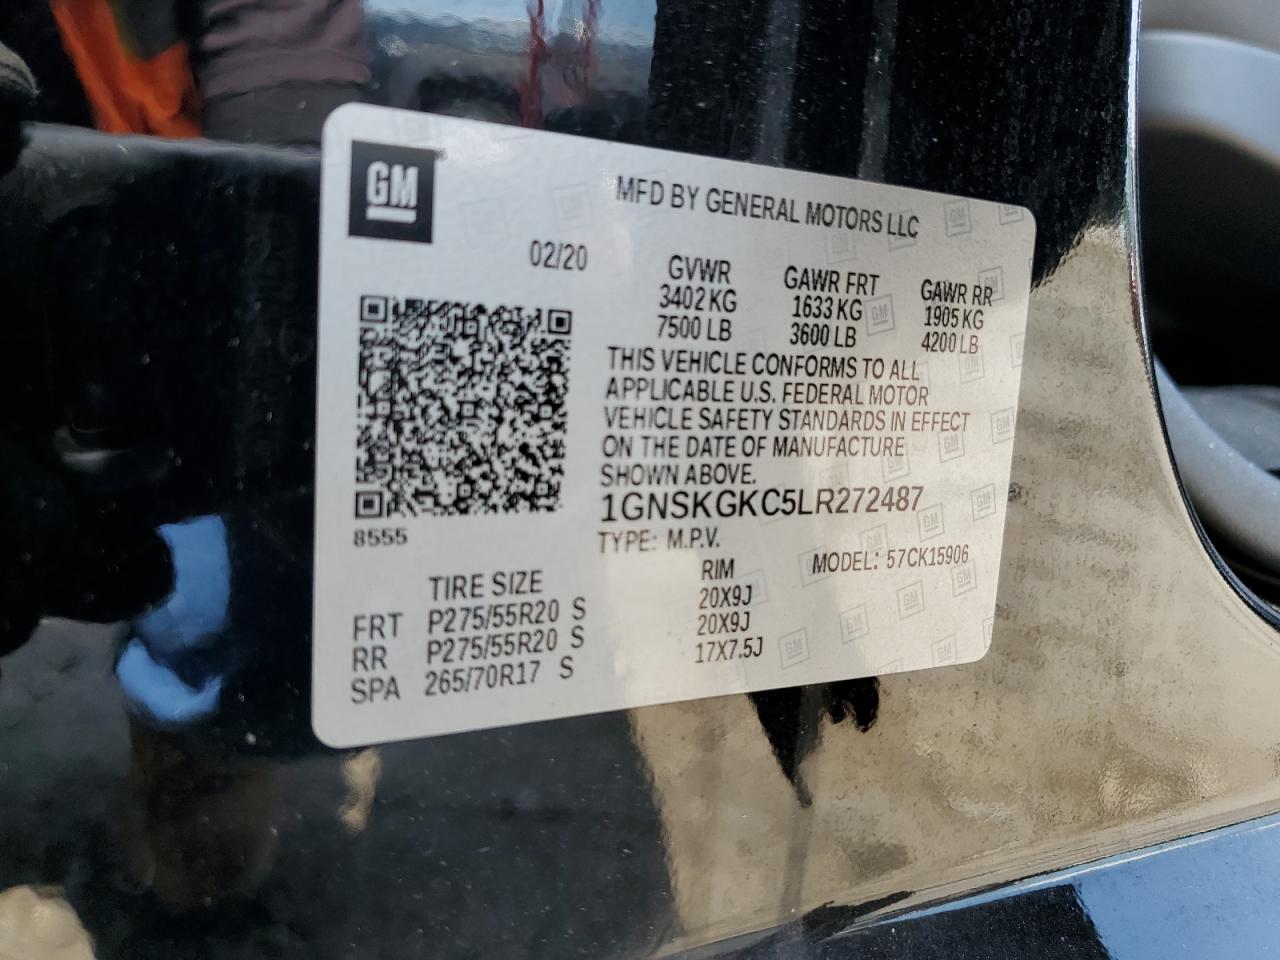 GM
MFD BY GENERAL MOTORS LLC
02/20
GVWR GAWR FRT GAWR RR
3402 KG 1633 KG 1905 KG
7500 LB 3600 LB 4200 LB
THIS VEHICLE CONFORMS TO ALL
APPLICABLE U.S. FEDERAL MOTOR
VEHICLE SAFETY STANDARDS IN EFFECT
ON THE DATE OF MANUFACTURE
SHOWN ABOVE.
1GNSKGKC5LR272487
8555
TYPE: M.P.V. MODEL: 57CK15906
TIRE SIZE RIM
FRT P275/55R20 S 20X9J
RR P275/55R20 S 20X9J
SPA 265/70R17 S 17X7.5J